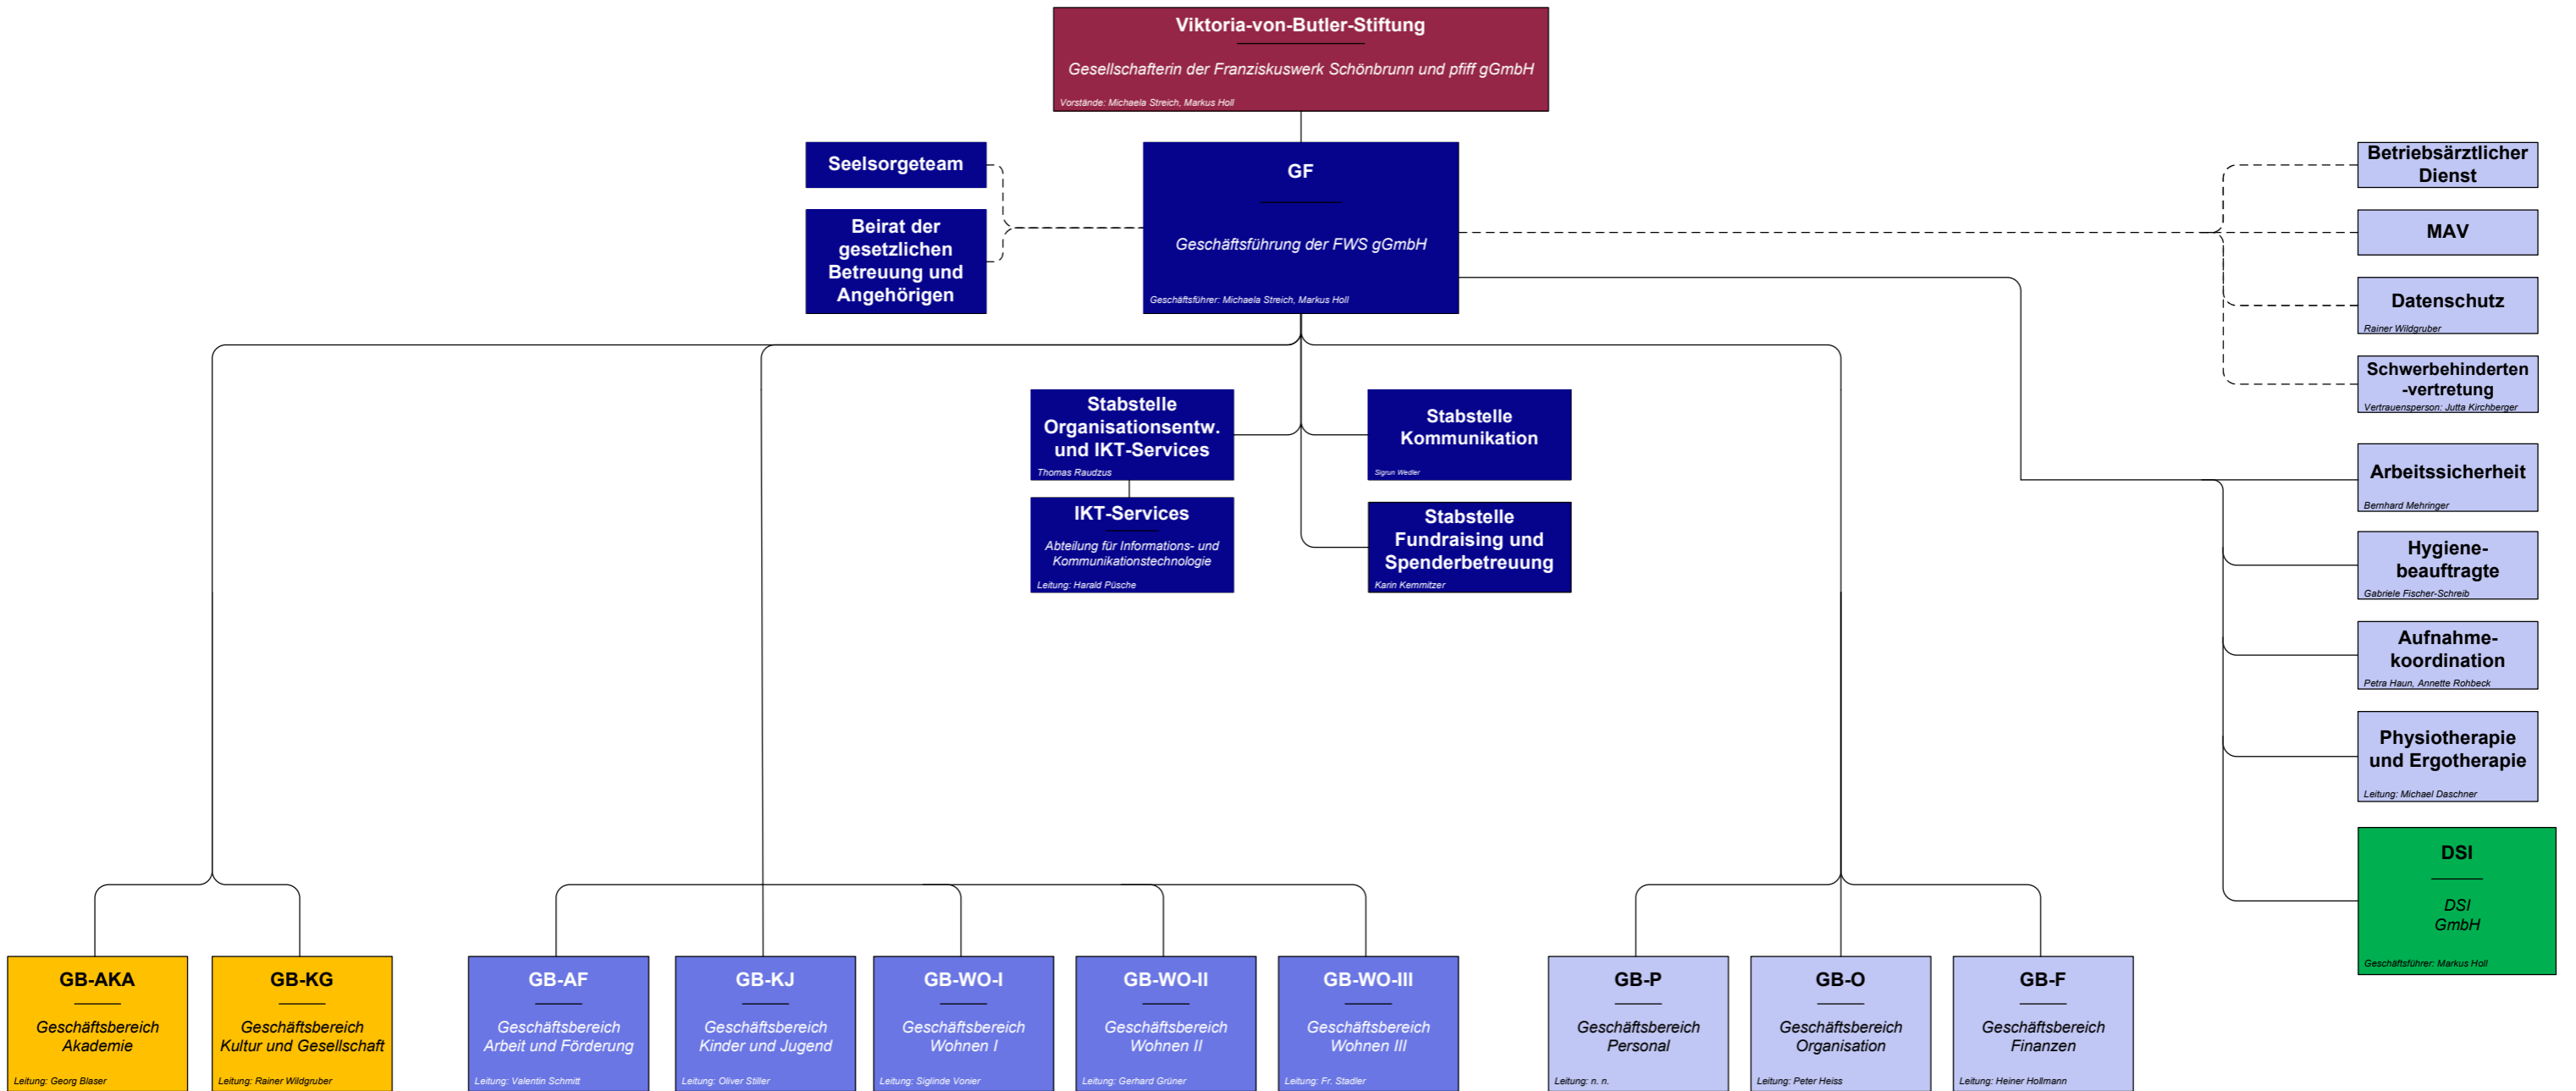 Viktoria-von-Butler-Stiftung
Gesellschafterin der Franziskuswerk Schönbrunn und pfiff gGmbH
Vorstände: Michaela Streich, Markus Holl
Seelsorgeteam
Beirat der
gesetzlichen
Betreuung und
Angehörigen
GF
Geschäftsführung der FWS gGmbH
Geschäftsführer: Michaela Streich, Markus Holl
Betriebsärztlicher
Dienst
MAV
Datenschutz
Rainer Wildgruber
Schwerbehinderten
-vertretung
Vertrauensperson: Jutta Kirchberger
Stabstelle
Organisationsentw.
und IKT-Services
Thomas Raudzus
Stabstelle
Kommunikation
Sigrun Wedler
IKT-Services
Abteilung für Informations- und
Kommunikationstechnologie
Leitung: Harald Püsche
Stabstelle
Fundraising und
Spenderbetreuung
Karin Kemmitzer
Arbeitssicherheit
Bernhard Mehringer
Hygiene-
beauftragte
Gabriele Fischer-Schreib
Aufnahme-
koordination
Petra Haun, Annette Rohbeck
Physiotherapie
und Ergotherapie
Leitung: Michael Daschner
DSI
DSI
GmbH
Geschäftsführer: Markus Holl
GB-AKA
Geschäftsbereich
Akademie
Leitung: Georg Blaser
GB-KG
Geschäftsbereich
Kultur und Gesellschaft
Leitung: Rainer Wildgruber
GB-AF
Geschäftsbereich
Arbeit und Förderung
Leitung: Valentin Schmitt
GB-KJ
Geschäftsbereich
Kinder und Jugend
Leitung: Oliver Stiller
GB-WO-I
Geschäftsbereich
Wohnen I
Leitung: Siglinde Vonier
GB-WO-II
Geschäftsbereich
Wohnen II
Leitung: Gerhard Grüner
GB-WO-III
Geschäftsbereich
Wohnen III
Leitung: Fr. Stadler
GB-P
Geschäftsbereich
Personal
Leitung: n. n.
GB-O
Geschäftsbereich
Organisation
Leitung: Peter Heiss
GB-F
Geschäftsbereich
Finanzen
Leitung: Heiner Hollmann